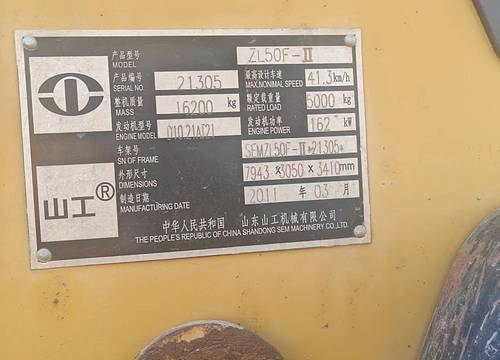 产品型号 MODEL ZL50F-II
产品编号 SERIAL NO. 21305 最高设计车速 MAX.NONIMAL SPEED 41.3km/h
整机质量 MASS 16200 kg 额定载重量 RATED LOAD 5000 kg
发动机型号 ENGINE MODEL 发动机功率 ENGINE POWER 162 kW
车架号 SN OF FRAME SEMZL50F-II*21305*
外形尺寸 DIMENSIONS 7943×3050×3410mm
制造日期 MANUFACTURING DATE 2011 年 03 月
山工®
中华人民共和国 山东山工机械有限公司
THE PEOPLE'S REPUBLIC OF CHINA SHANDONG SEM MACHINERY CO.,LTD.